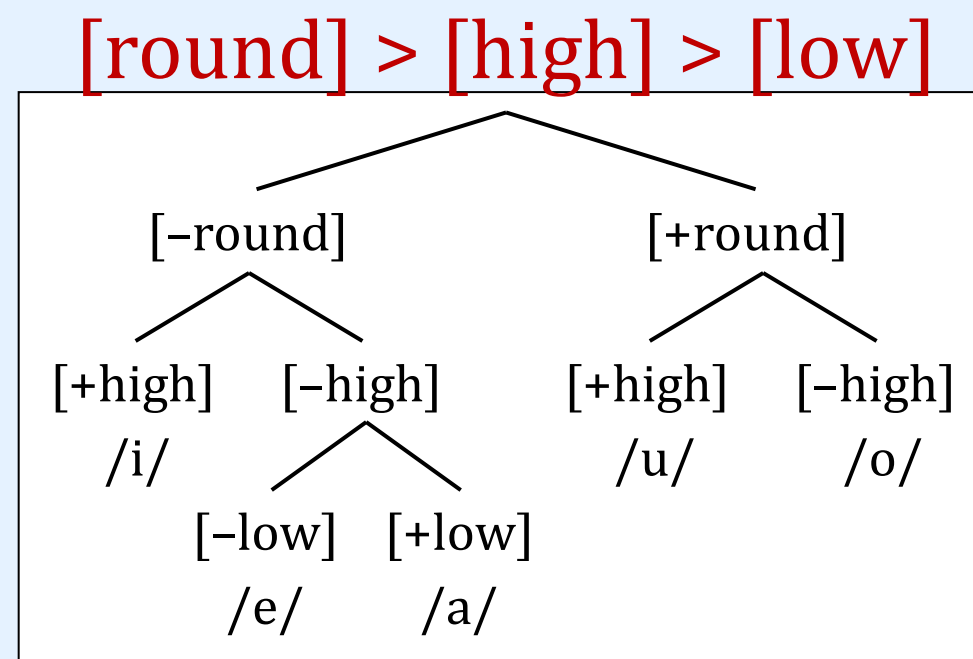 [round] > [high] > [low]
[–round] [+round]
[+high] [–high] [+high] [–high]
/i/ /u/ /o/
[–low] [+low]
/e/ /a/